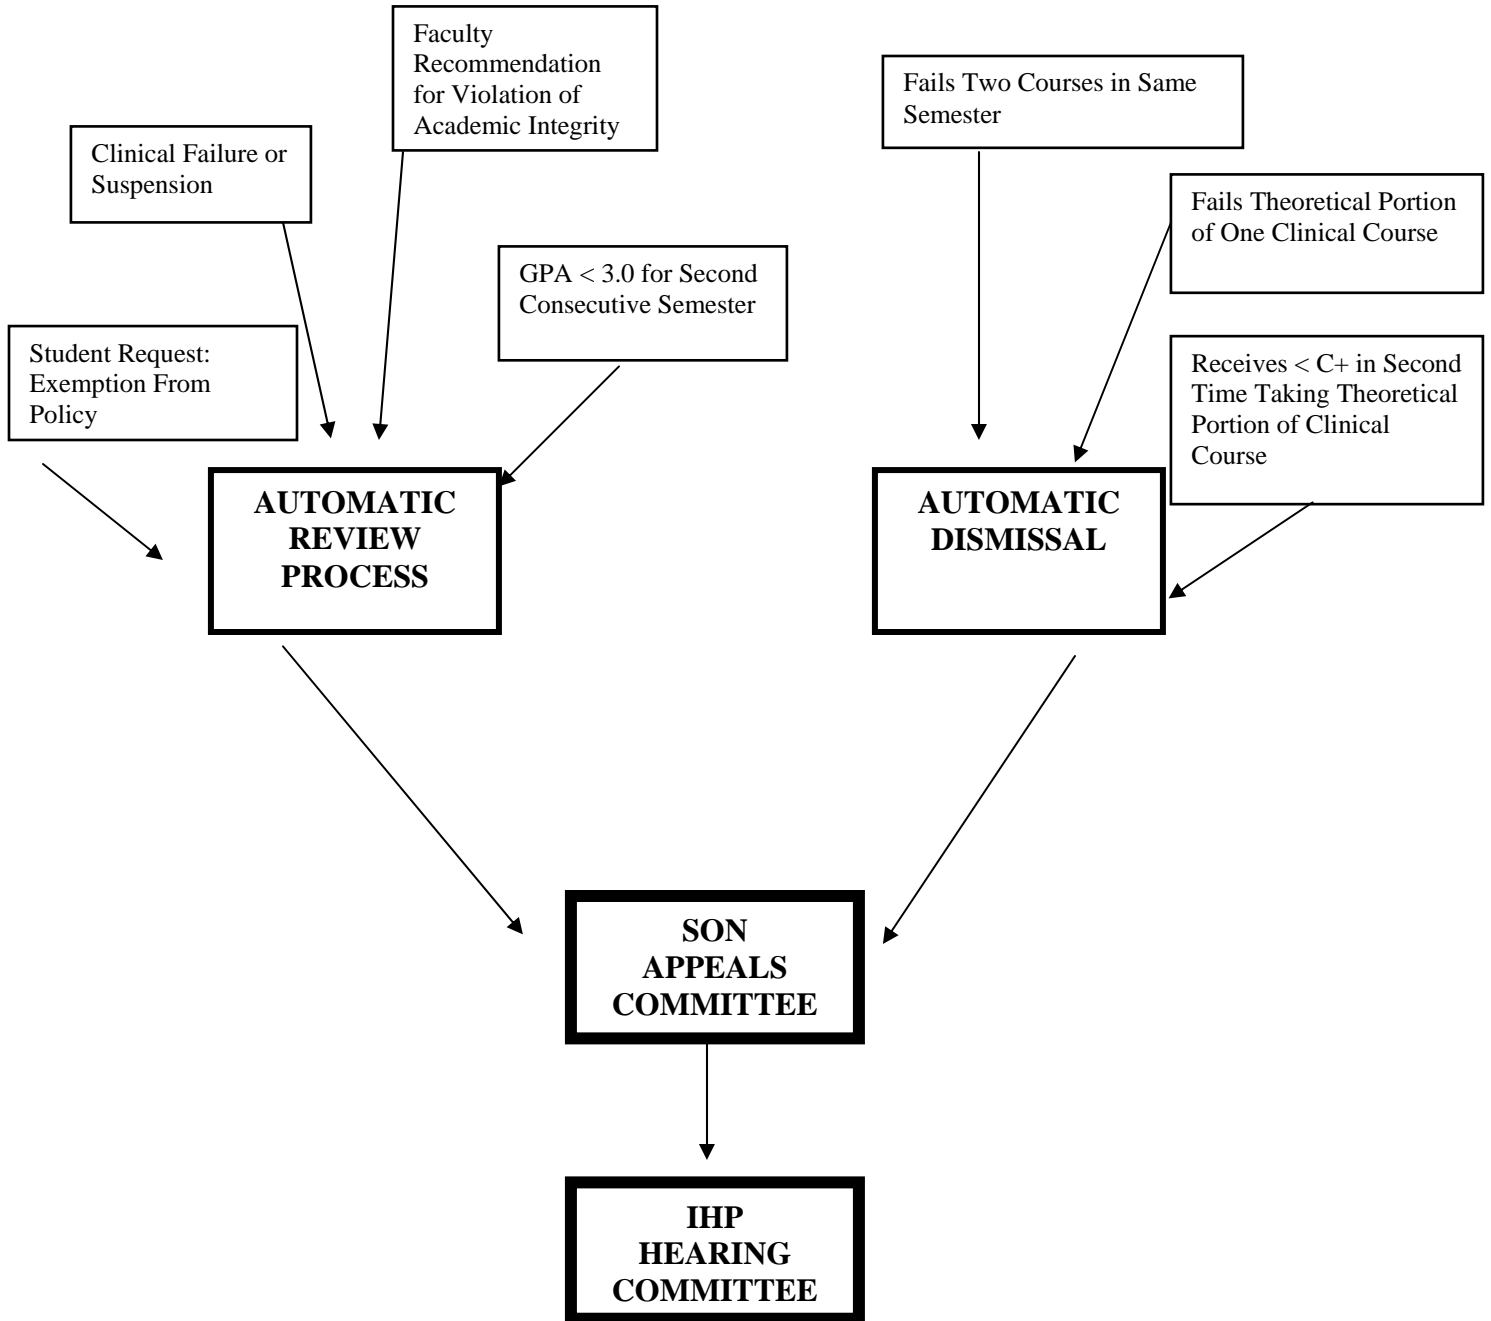 Faculty
Recommendation
for Violation of
Academic Integrity
Fails Two Courses in Same
Semester
Clinical Failure or
Suspension
Fails Theoretical Portion
of One Clinical Course
GPA < 3.0 for Second
Consecutive Semester
Student Request:
Exemption From
Policy
Receives < C+ in Second
Time Taking Theoretical
Portion of Clinical
Course
AUTOMATIC
REVIEW
PROCESS
AUTOMATIC
DISMISSAL
SON
APPEALS
COMMITTEE
IHP
HEARING
COMMITTEE